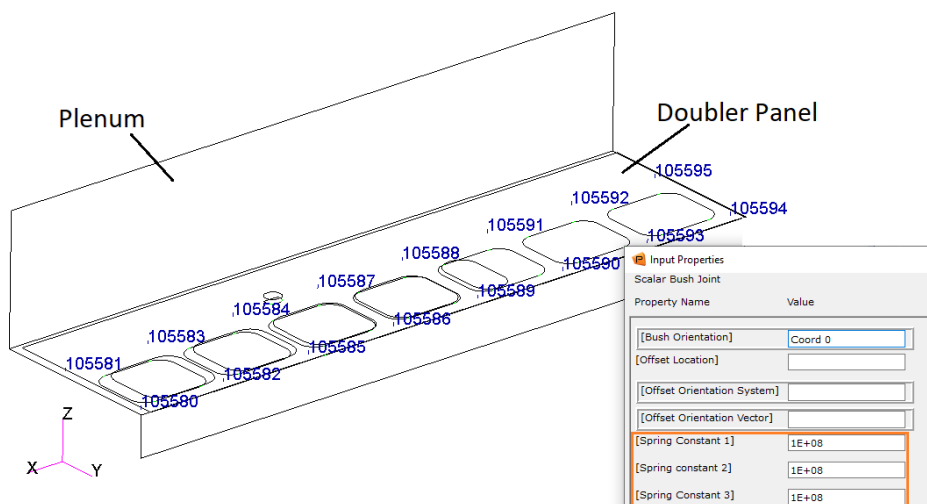 Plenum
Doubler Panel
105595
105592
105594
105591
105593
105588
105590
105587
105589
105584
105586
105583
105585
105581
105582
105580
Z
X
Y
Input Properties
Scalar Bush Joint
Property Name Value
[Bush Orientation] Coord 0
[Offset Location]
[Offset Orientation System]
[Offset Orientation Vector]
[Spring Constant 1] 1E+08
[Spring constant 2] 1E+08
[Spring Constant 3] 1E+08